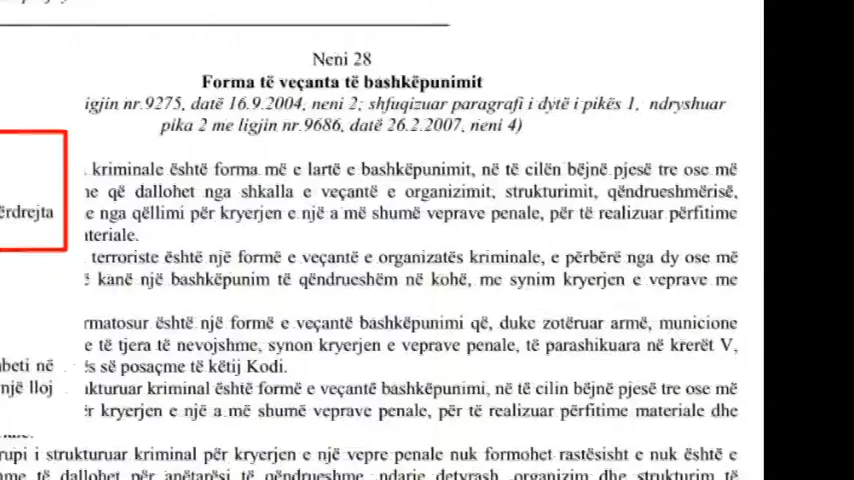 Neni 28
Forma të veçanta të bashkëpunimit
ligjin nr.9275, datë 16.9.2004, neni 2; shfuqizuar paragrafi i dytë i pikës 1, ndryshuar
pika 2 me ligjin nr.9686, datë 26.2.2007, neni 4)
kriminale është forma më e lartë e bashkëpunimit, në të cilën bëjnë pjesë tre ose më
që dallohet nga shkalla e veçantë e organizimit, strukturimit, qëndrueshmërisë,
ërdrejta
e nga qëllimi për kryerjen e një a më shumë veprave penale, për të realizuar përfitime
teriale.
terroriste është një formë e veçantë e organizatës kriminale, e përbërë nga dy ose më
kanë një bashkëpunim të qëndrueshëm në kohë, me synim kryerjen e veprave me
rmatosur është një formë e veçantë bashkëpunimi që, duke zotëruar armë, municione
e të tjera të nevojshme, synon kryerjen e veprave penale, të parashikuara në krerët V,
beti në
s së posaçme të këtij Kodi.
një lloj
ukturuar kriminal është formë e veçantë bashkëpunimi, në të cilin bëjnë pjesë tre ose më
r kryerjen e një a më shumë veprave penale, për të realizuar përfitime materiale dhe
rupi i strukturuar kriminal për kryerjen e një vepre penale nuk formohet rastësisht e nuk është e
me të dallohet për anëtarësi të qëndrueshme, ndarje detyrash, organizim dhe strukturim të